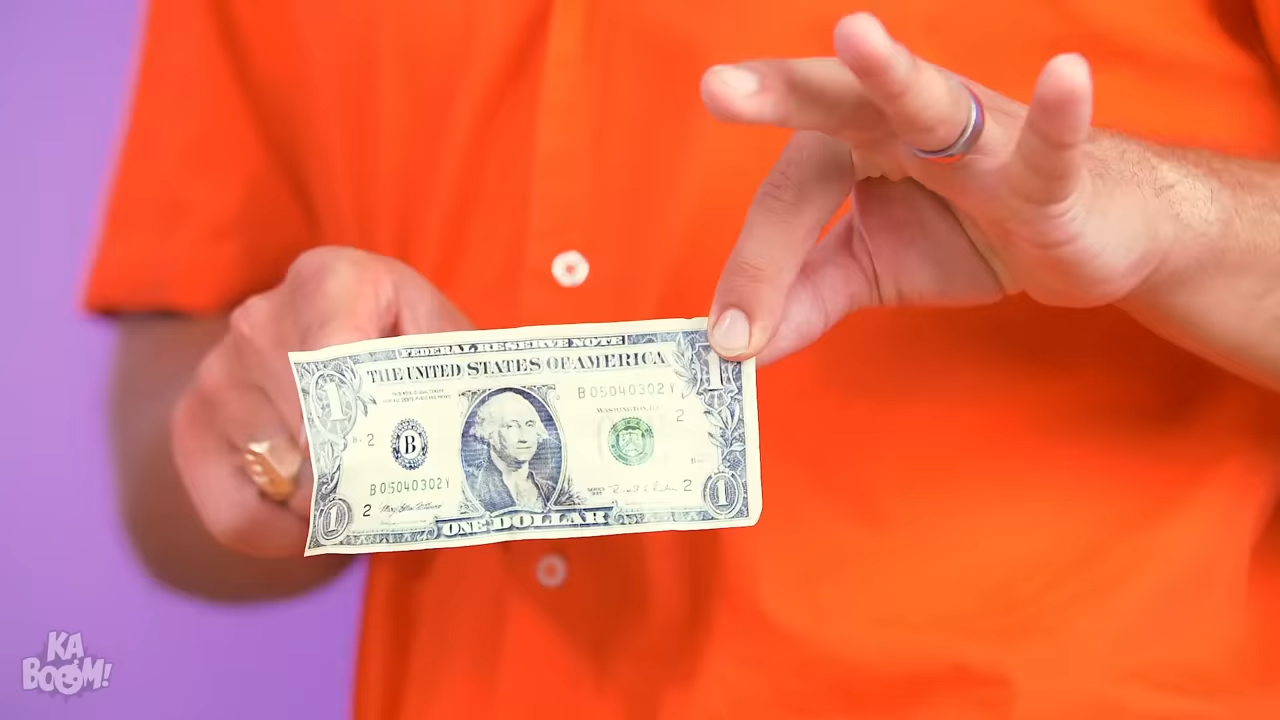 FEDERAL RESERVE NOTE
THE UNITED STATES OF AMERICA
1
1
B 05040302 Y
WASHINGTON, D.C.
2
2
B
B 05040302 Y
2
2
1
1
ONE DOLLAR
KA
BOOM!